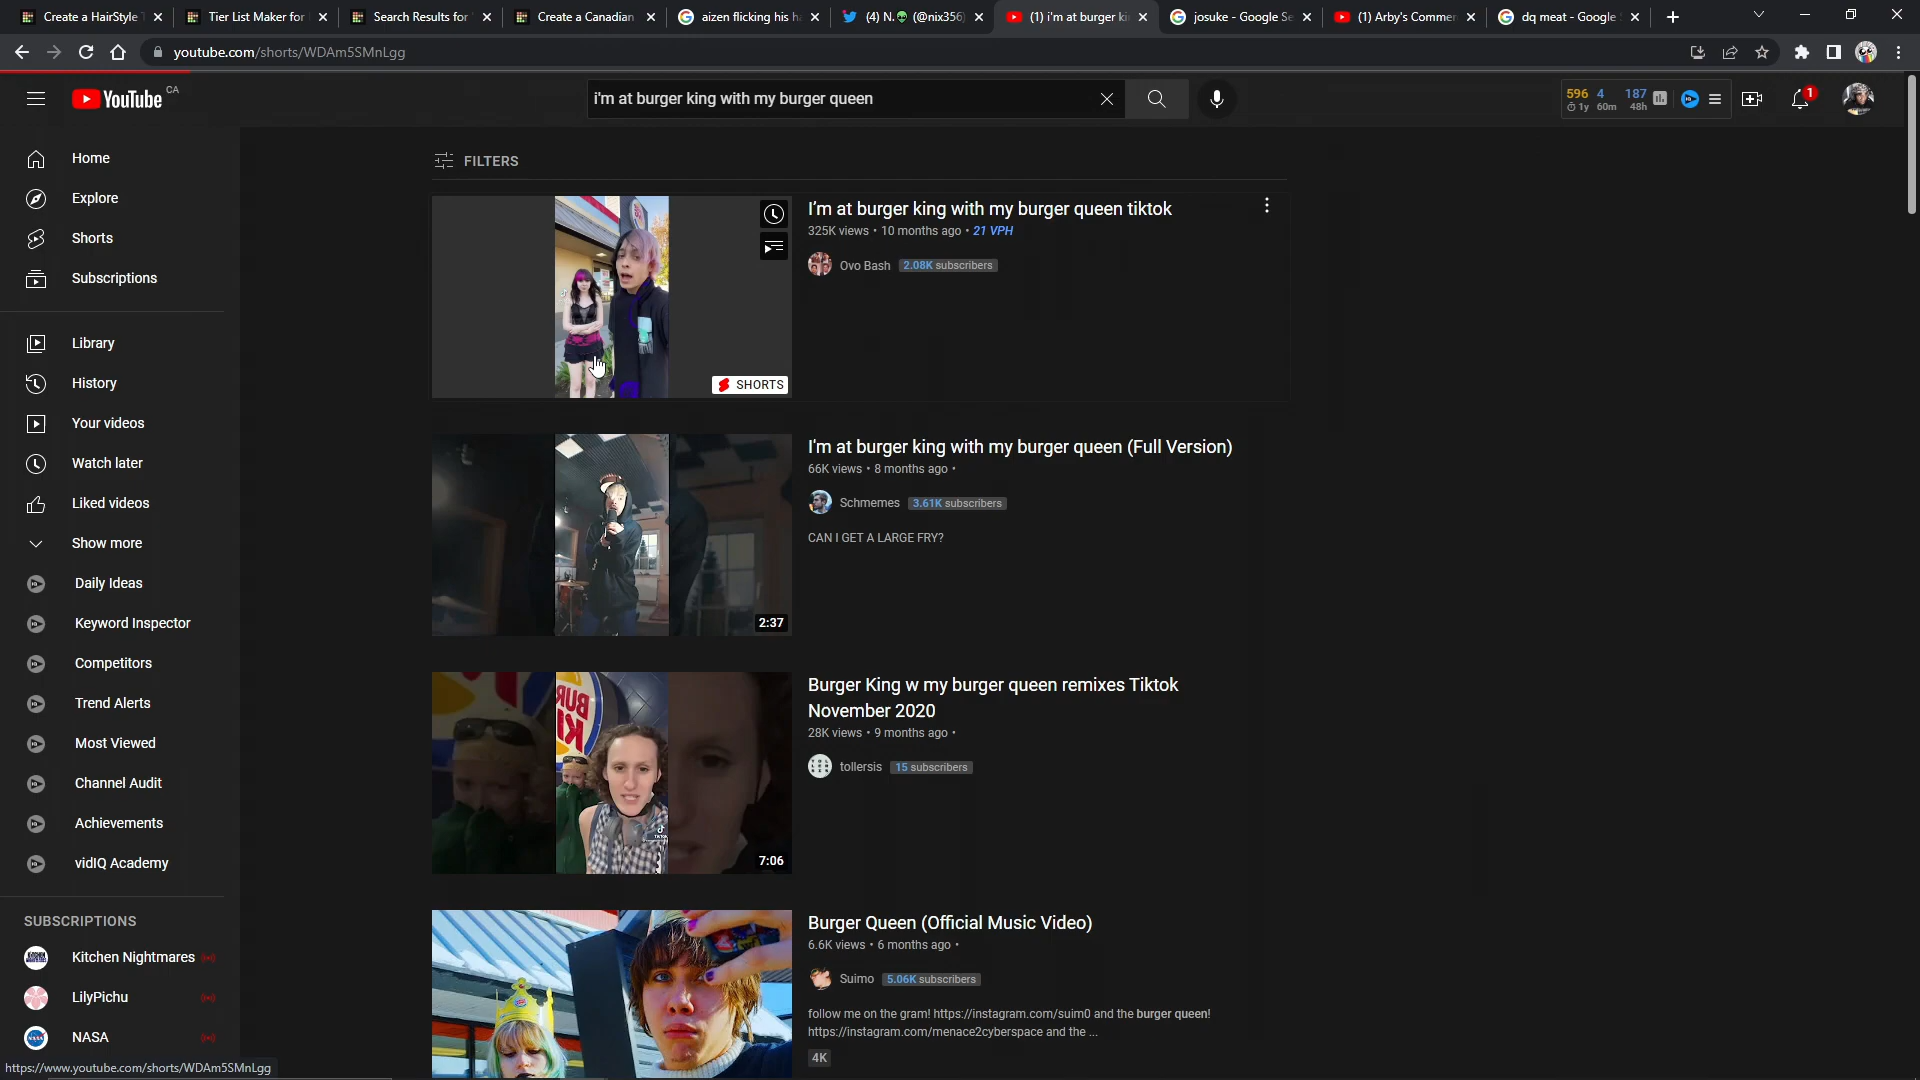 Create a HairStyle T
Tier List Maker for
Search Results for
Create a Canadian
aizen flicking his h
(4) N.👽 (@nix356
(1) i'm at burger ki
josuke - Google Se
(1) Arby's Commer
dq meat - Google
youtube.com/shorts/WDAm5SMnLgg
YouTube CA
i'm at burger king with my burger queen
596 4 187
1y 60m 48h
1
Home
Explore
Shorts
Subscriptions
Library
History
Your videos
Watch later
Liked videos
Show more
Daily Ideas
Keyword Inspector
Competitors
Trend Alerts
Most Viewed
Channel Audit
Achievements
vidIQ Academy
SUBSCRIPTIONS
Kitchen Nightmares
LilyPichu
NASA
https://www.youtube.com/shorts/WDAm5SMnLgg
FILTERS
SHORTS
I'm at burger king with my burger queen tiktok
325K views • 10 months ago • 21 VPH
Ovo Bash 2.08K subscribers
2:37
I'm at burger king with my burger queen (Full Version)
66K views • 8 months ago •
Schmemes 3.61K subscribers
CAN I GET A LARGE FRY?
7:06
Burger King w my burger queen remixes Tiktok
November 2020
28K views • 9 months ago •
tollersis 15 subscribers
Burger Queen (Official Music Video)
6.6K views • 6 months ago •
Suimo 5.06K subscribers
follow me on the gram! https://instagram.com/suim0 and the burger queen!
https://instagram.com/menace2cyberspace and the ...
4K